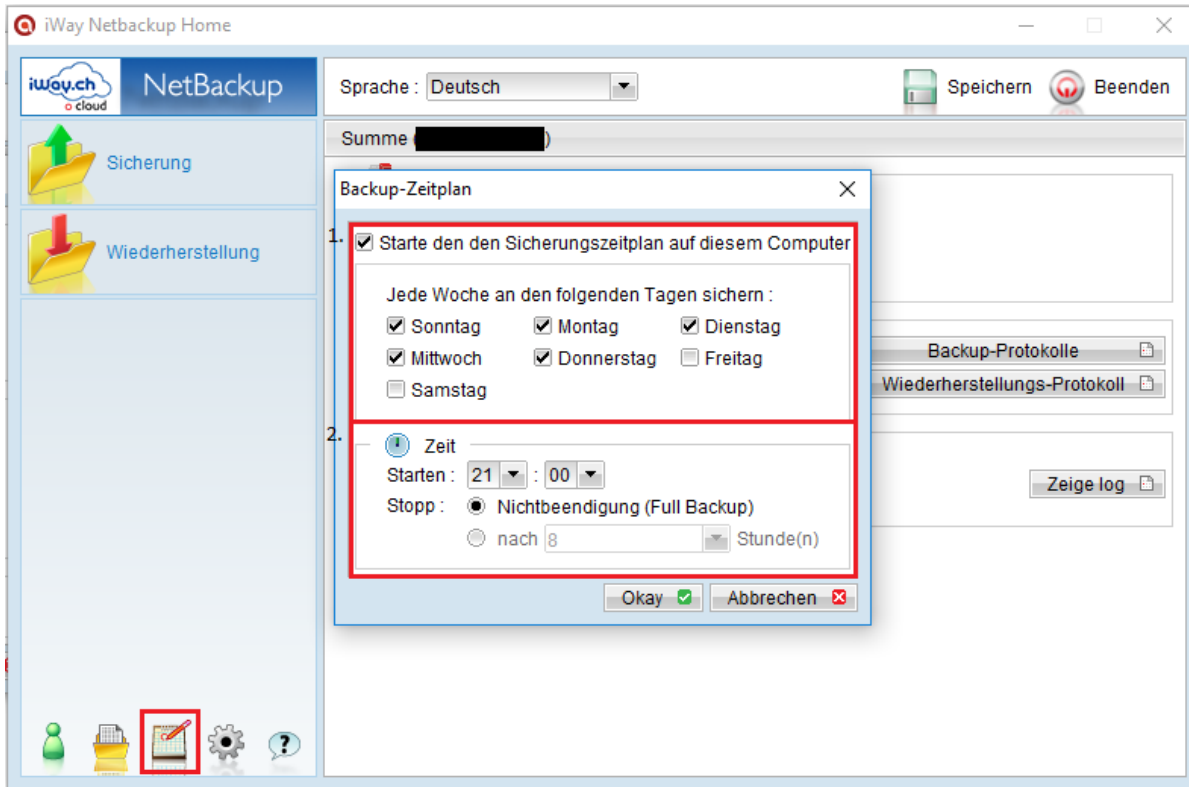 iWay Netbackup Home
iway.ch
cloud
NetBackup
Sprache : Deutsch
Speichern
Beenden
Sicherung
Wiederherstellung
Summe ( )
Backup-Zeitplan
1.
Starte den den Sicherungszeitplan auf diesem Computer
Jede Woche an den folgenden Tagen sichern :
Sonntag Montag Dienstag
Mittwoch Donnerstag Freitag
Samstag
2.
Zeit
Starten : 21 : 00
Stopp : Nichtbeendigung (Full Backup)
nach 8 Stunde(n)
Okay Abbrechen
Backup-Protokolle
Wiederherstellungs-Protokoll
Zeige log
?